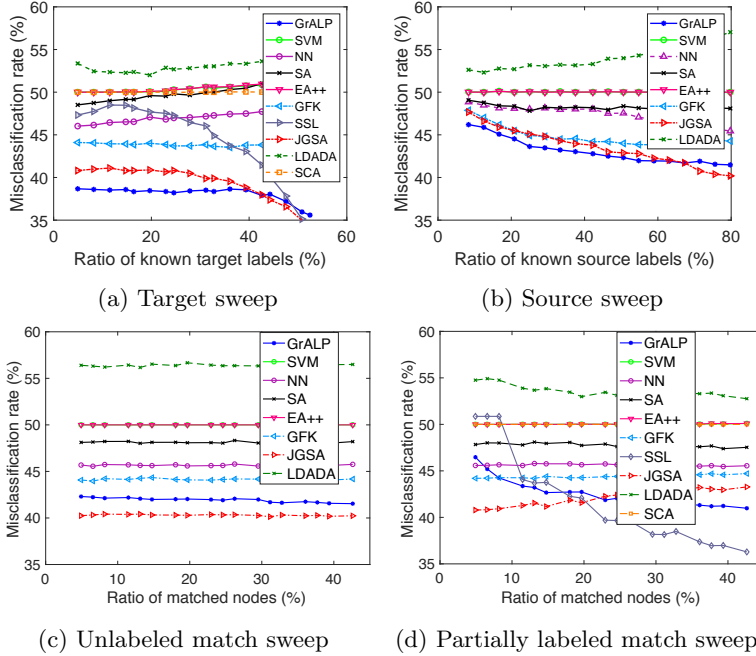 60
55
50
45
40
35
0
20
40
60
Misclassification rate (%)
Ratio of known target labels (%)
GrALP
SVM
NN
SA
EA++
GFK
SSL
JGSA
LDADA
SCA
(a) Target sweep
60
55
50
45
40
35
0
20
40
60
80
Misclassification rate (%)
Ratio of known source labels (%)
GrALP
SVM
NN
SA
EA++
GFK
JGSA
LDADA
(b) Source sweep
60
55
50
45
40
35
0
10
20
30
40
Misclassification rate (%)
Ratio of matched nodes (%)
GrALP
SVM
NN
SA
EA++
GFK
JGSA
LDADA
(c) Unlabeled match sweep
60
55
50
45
40
35
0
10
20
30
40
Misclassification rate (%)
Ratio of matched nodes (%)
GrALP
SVM
NN
SA
EA++
GFK
SSL
JGSA
LDADA
SCA
(d) Partially labeled match sweep